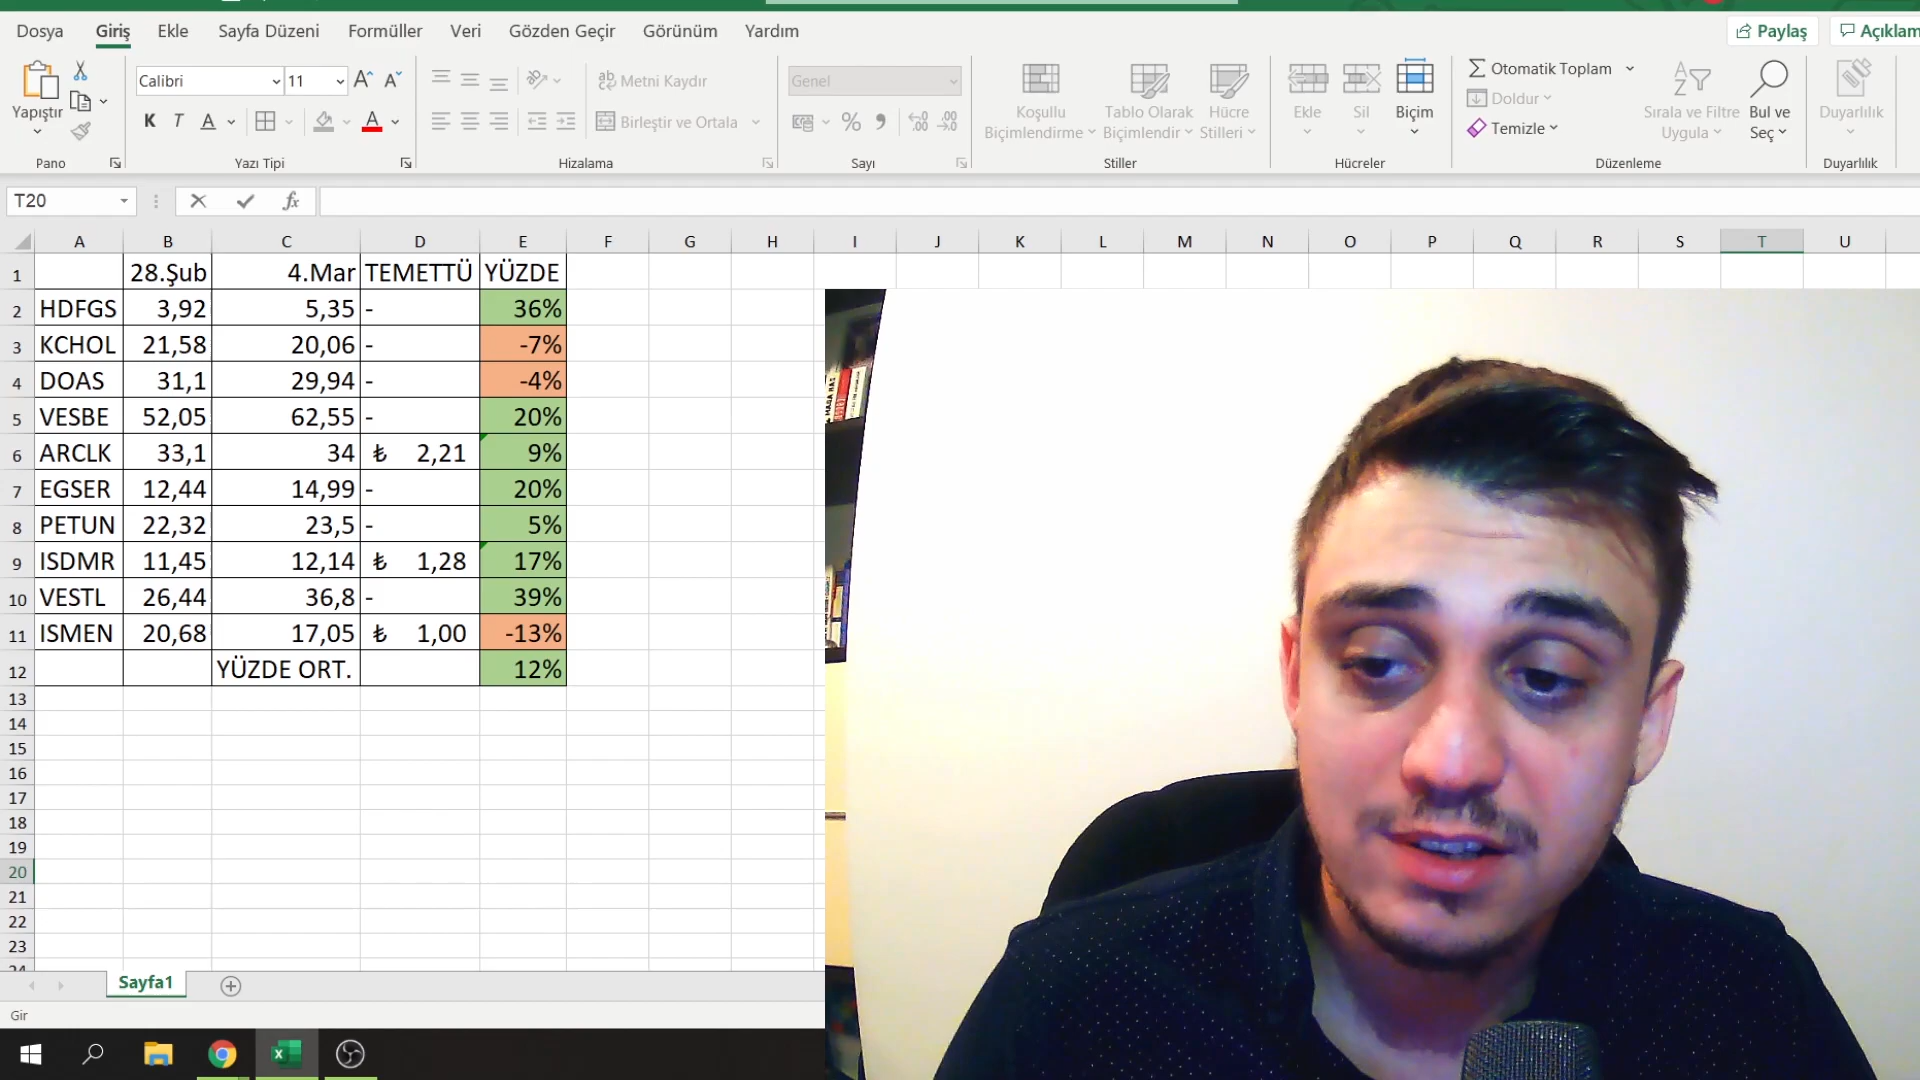 Dosya Giriş Ekle Sayfa Düzeni Formüller Veri Gözden Geçir Görünüm Yardım Paylaş Açıklam
Yapıştır
Calibri 11
K T A
ab Metni Kaydır
Birleştir ve Ortala
Genel
Koşullu Biçimlendirme
Tablo Olarak Biçimlendir
Hücre Stilleri
Ekle
Sil
Biçim
Otomatik Toplam
Doldur
Temizle
Sırala ve Filtre Uygula
Bul ve Seç
Duyarlılık
Pano Yazı Tipi Hizalama Sayı Stiller Hücreler Düzenleme Duyarlılık
T20 fx
A B C D E F G H I J K L M N O P Q R S T U
1 28.Şub 4.Mar TEMETTÜ YÜZDE
2 HDFGS 3,92 5,35 - 36%
3 KCHOL 21,58 20,06 - -7%
4 DOAS 31,1 29,94 - -4%
5 VESBE 52,05 62,55 - 20%
6 ARCLK 33,1 34 ₺ 2,21 9%
7 EGSER 12,44 14,99 - 20%
8 PETUN 22,32 23,5 - 5%
9 ISDMR 11,45 12,14 ₺ 1,28 17%
10 VESTL 26,44 36,8 - 39%
11 ISMEN 20,68 17,05 ₺ 1,00 -13%
12 YÜZDE ORT. 12%
13
14
15
16
17
18
19
20
21
22
23
24
Sayfa1
Gir